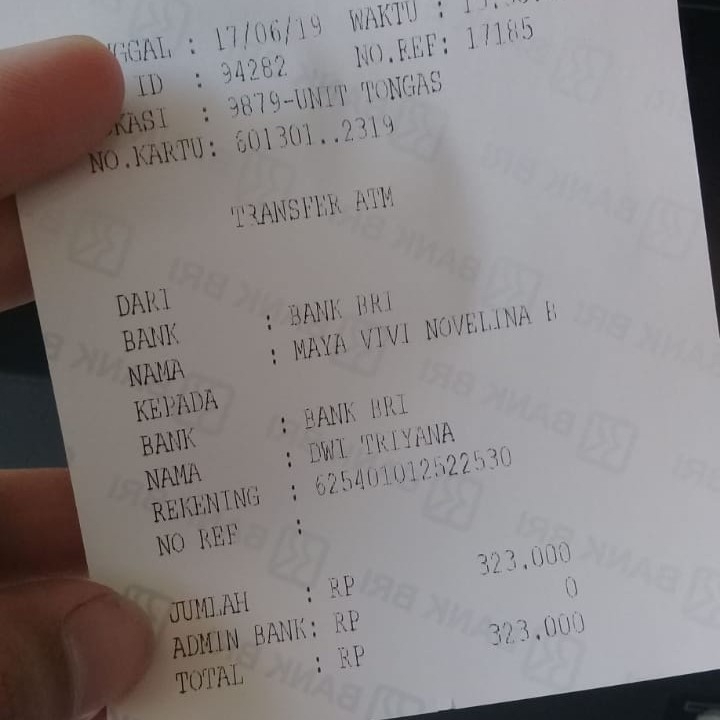 GGAL : 17/06/19 WAKTU :
ID : 94282 NO.REF: 17185
KASI : 9879-UNIT TONGAS
NO.KARTU: 601301..2319
TRANSFER ATM
DARI
BANK : BANK BRI
NAMA : MAYA VIVI NOVELINA B
KEPADA
BANK : BANK BRI
NAMA : DWI TRIYANA
REKENING : 625401012522530
NO REF :
JUMLAH : RP 323.000
ADMIN BANK: RP 0
TOTAL : RP 323.000